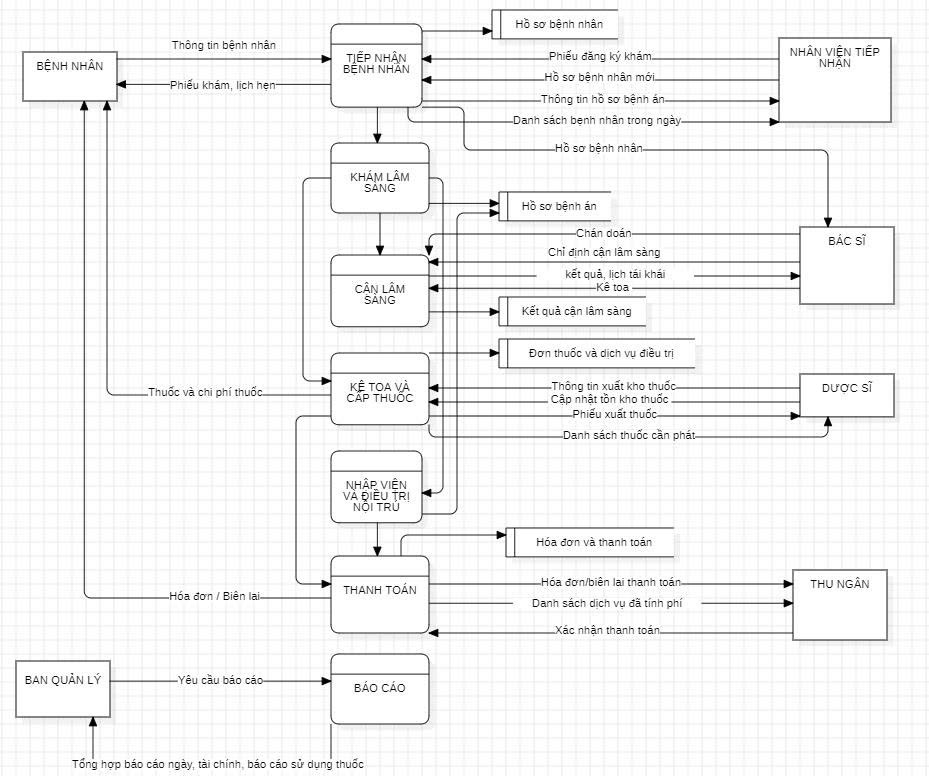 Hồ sơ bệnh nhân
Thông tin bệnh nhân
TIẾP NHẬN
BỆNH NHÂN
Phiếu đăng ký khám
NHÂN VIÊN TIẾP
NHẬN
BỆNH NHÂN
Phiếu khám, lịch hẹn
Hồ sơ bệnh nhân mới
Thông tin hồ sơ bệnh án
Danh sách bẹnh nhân trong ngày
Hồ sơ bệnh nhân
KHÁM LÂM
SÀNG
Hồ sơ bệnh án
Chán doán
BÁC SĨ
Chỉ định cận lâm sàng
kết quả, lịch tái khái
Kê toa
CẬN LÂM
SÀNG
Kết quả cận lâm sàng
Đơn thuốc và dịch vụ điều trị
KÊ TOA VÀ
CẤP THUỐC
Thông tin xuất kho thuốc
DƯỢC SĨ
Thuốc và chi phí thuốc
Cập nhật tồn kho thuốc
Phiếu xuất thuốc
Danh sách thuốc cần phát
NHẬP VIỆN
VÀ ĐIỀU TRỊ
NỘI TRÚ
Hóa đơn và thanh toán
THANH TOÁN
Hóa đơn/biên lai thanh toán
THU NGÂN
Hóa đơn / Biên lai
Danh sách dịch vụ đã tính phí
Xác nhận thanh toán
BAN QUẢN LÝ
Yêu cầu báo cáo
BÁO CÁO
Tổng hợp báo cáo ngày, tài chính, báo cáo sử dụng thuốc